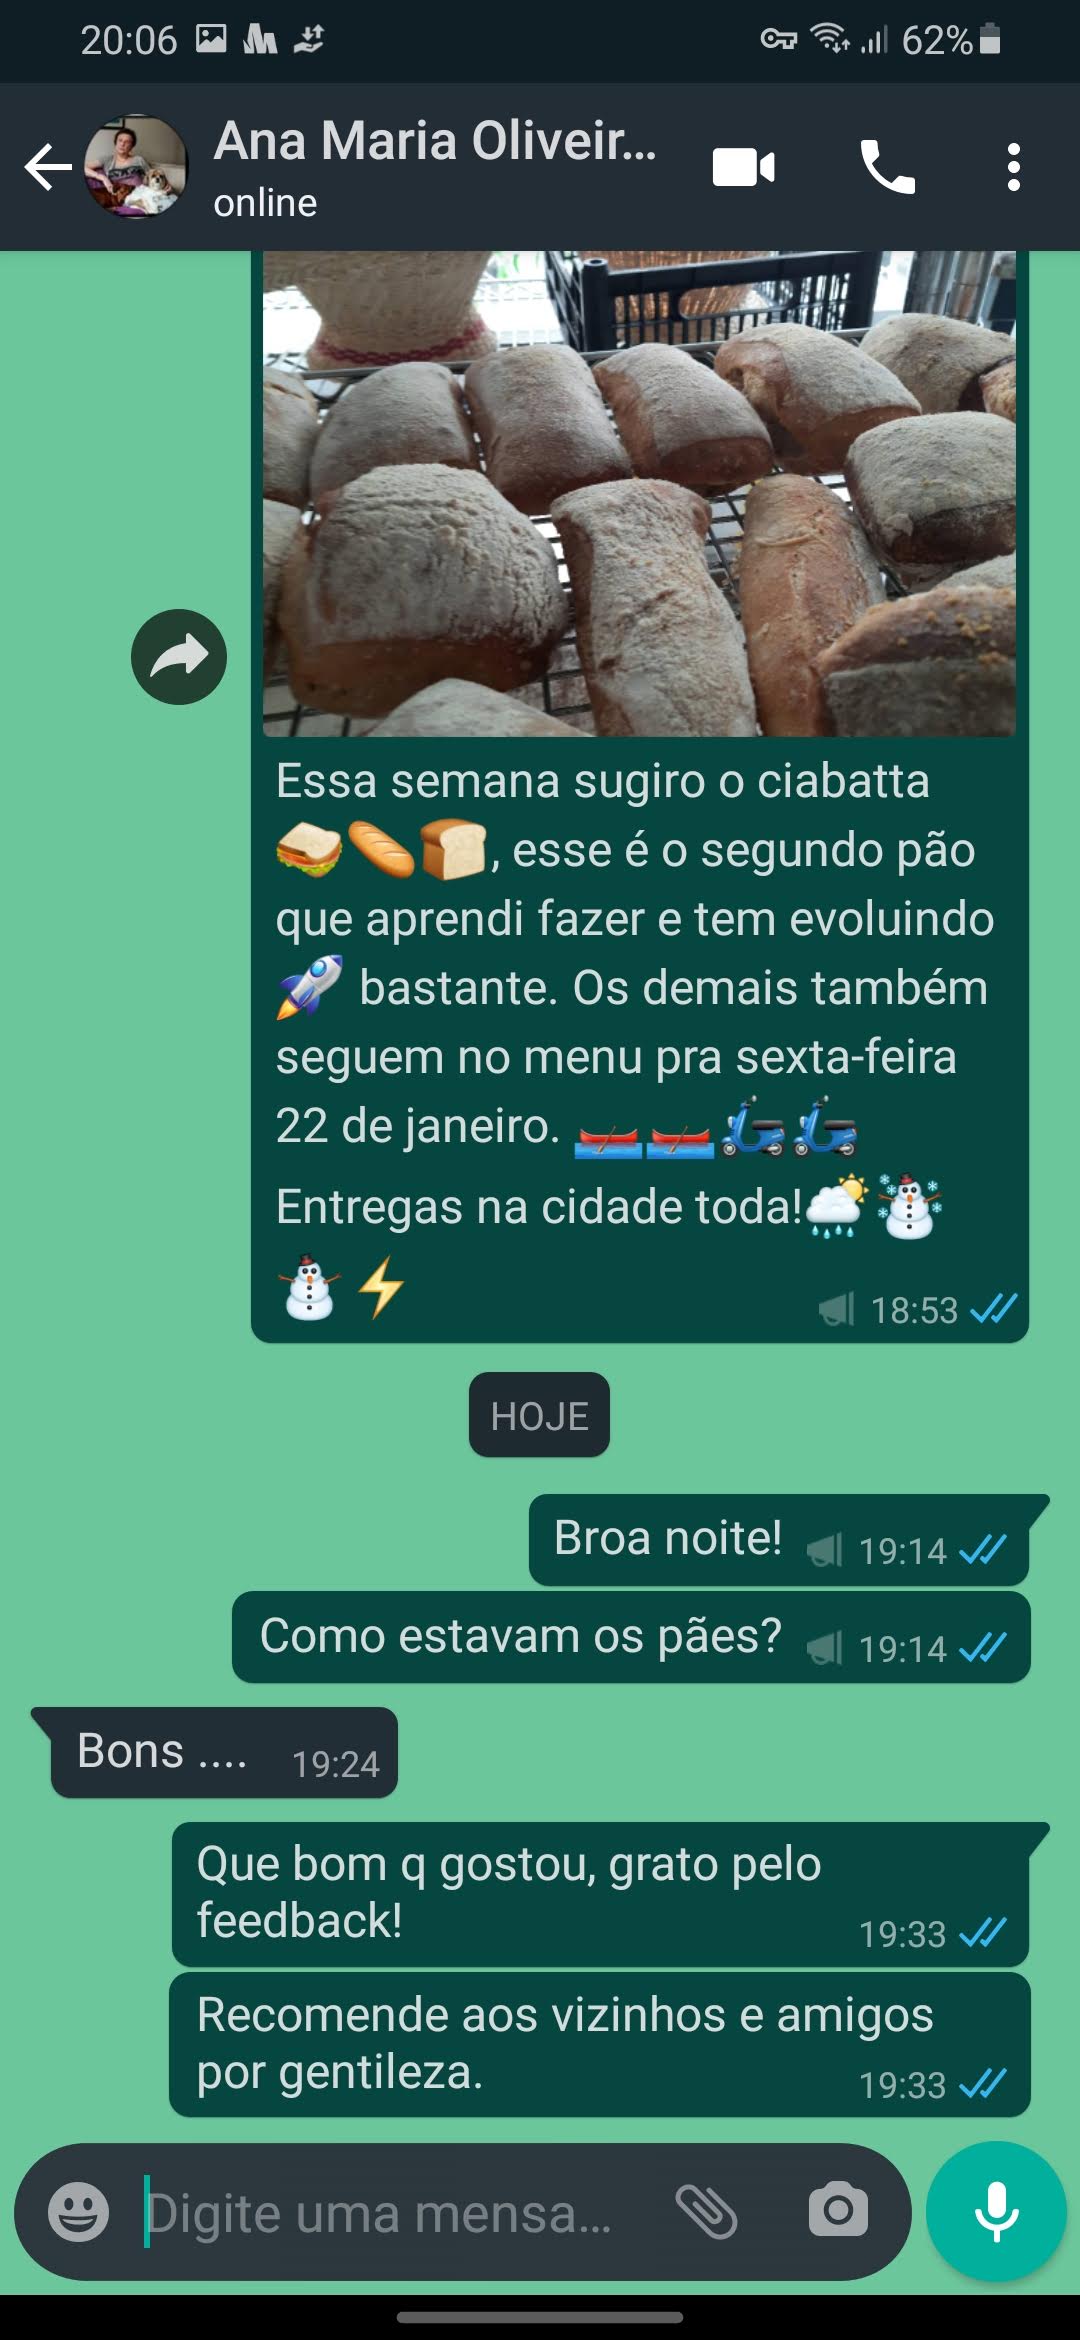 20:06
62%
Ana Maria Oliveir...
online
Essa semana sugiro o ciabatta
🥪🥖🍞, esse é o segundo pão
que aprendi fazer e tem evoluindo
🚀 bastante. Os demais também
seguem no menu pra sexta-feira
22 de janeiro. 🛶🛶🛵🛵
Entregas na cidade toda!🌦️☃️
⛄⚡
18:53
HOJE
Broa noite! 19:14
Como estavam os pães? 19:14
Bons .... 19:24
Que bom q gostou, grato pelo
feedback!
19:33
Recomende aos vizinhos e amigos
por gentileza.
19:33
Digite uma mensa...